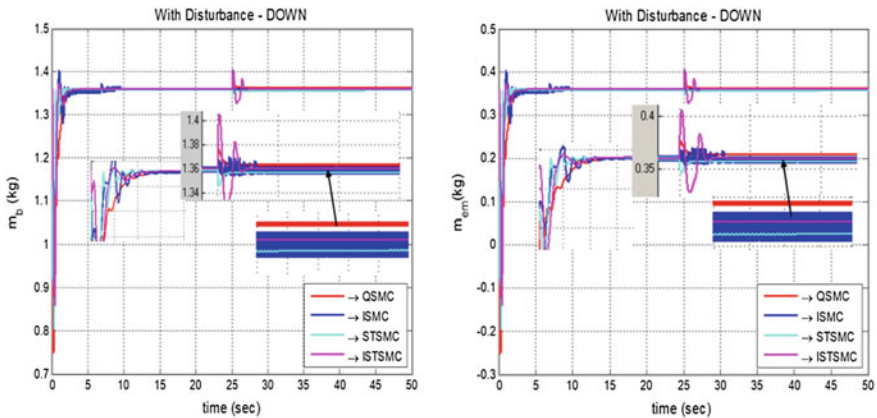 With Disturbance - DOWN
1.5
1.4
1.3
1.2
1.1
1
0.9
0.8
0.7
m_b (kg)
1.4
1.38
1.36
1.34
→ QSMC
→ ISMC
→ STSMC
→ ISTSMC
0 5 10 15 20 25 30 35 40 45 50
time (sec)
With Disturbance - DOWN
0.5
0.4
0.3
0.2
0.1
0
-0.1
-0.2
-0.3
m_em(kg)
0.4
0.35
→ QSMC
→ ISMC
→ STSMC
→ ISTSMC
0 5 10 15 20 25 30 35 40 45 50
time (sec)